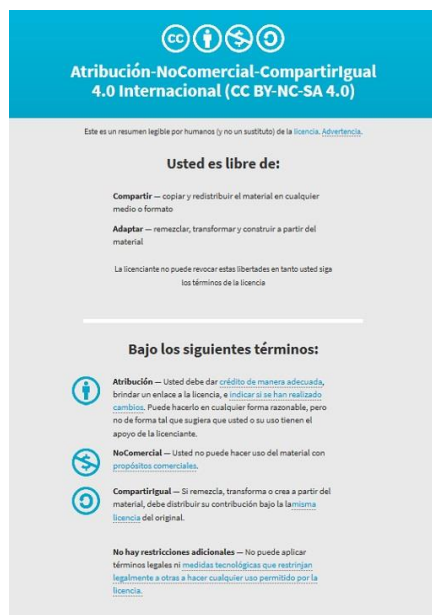 cc
Atribución-NoComercial-CompartirIgual
4.0 Internacional (CC BY-NC-SA 4.0)
Este es un resumen legible por humanos (y no un sustituto) de la licencia. Advertencia.
Usted es libre de:
Compartir — copiar y redistribuir el material en cualquier
medio o formato
Adaptar — remezclar, transformar y construir a partir del
material
La licenciante no puede revocar estas libertades en tanto usted siga
los términos de la licencia
Bajo los siguientes términos:
Atribución — Usted debe dar crédito de manera adecuada,
brindar un enlace a la licencia, e indicar si se han realizado
cambios. Puede hacerlo en cualquier forma razonable, pero
no de forma tal que sugiera que usted o su uso tienen el
apoyo de la licenciante.
NoComercial — Usted no puede hacer uso del material con
propósitos comerciales.
CompartirIgual — Si remezcla, transforma o crea a partir del
material, debe distribuir su contribución bajo la lamisma
licencia del original.
No hay restricciones adicionales — No puede aplicar
términos legales ni medidas tecnológicas que restrinjan
legalmente a otras a hacer cualquier uso permitido por la
licencia.